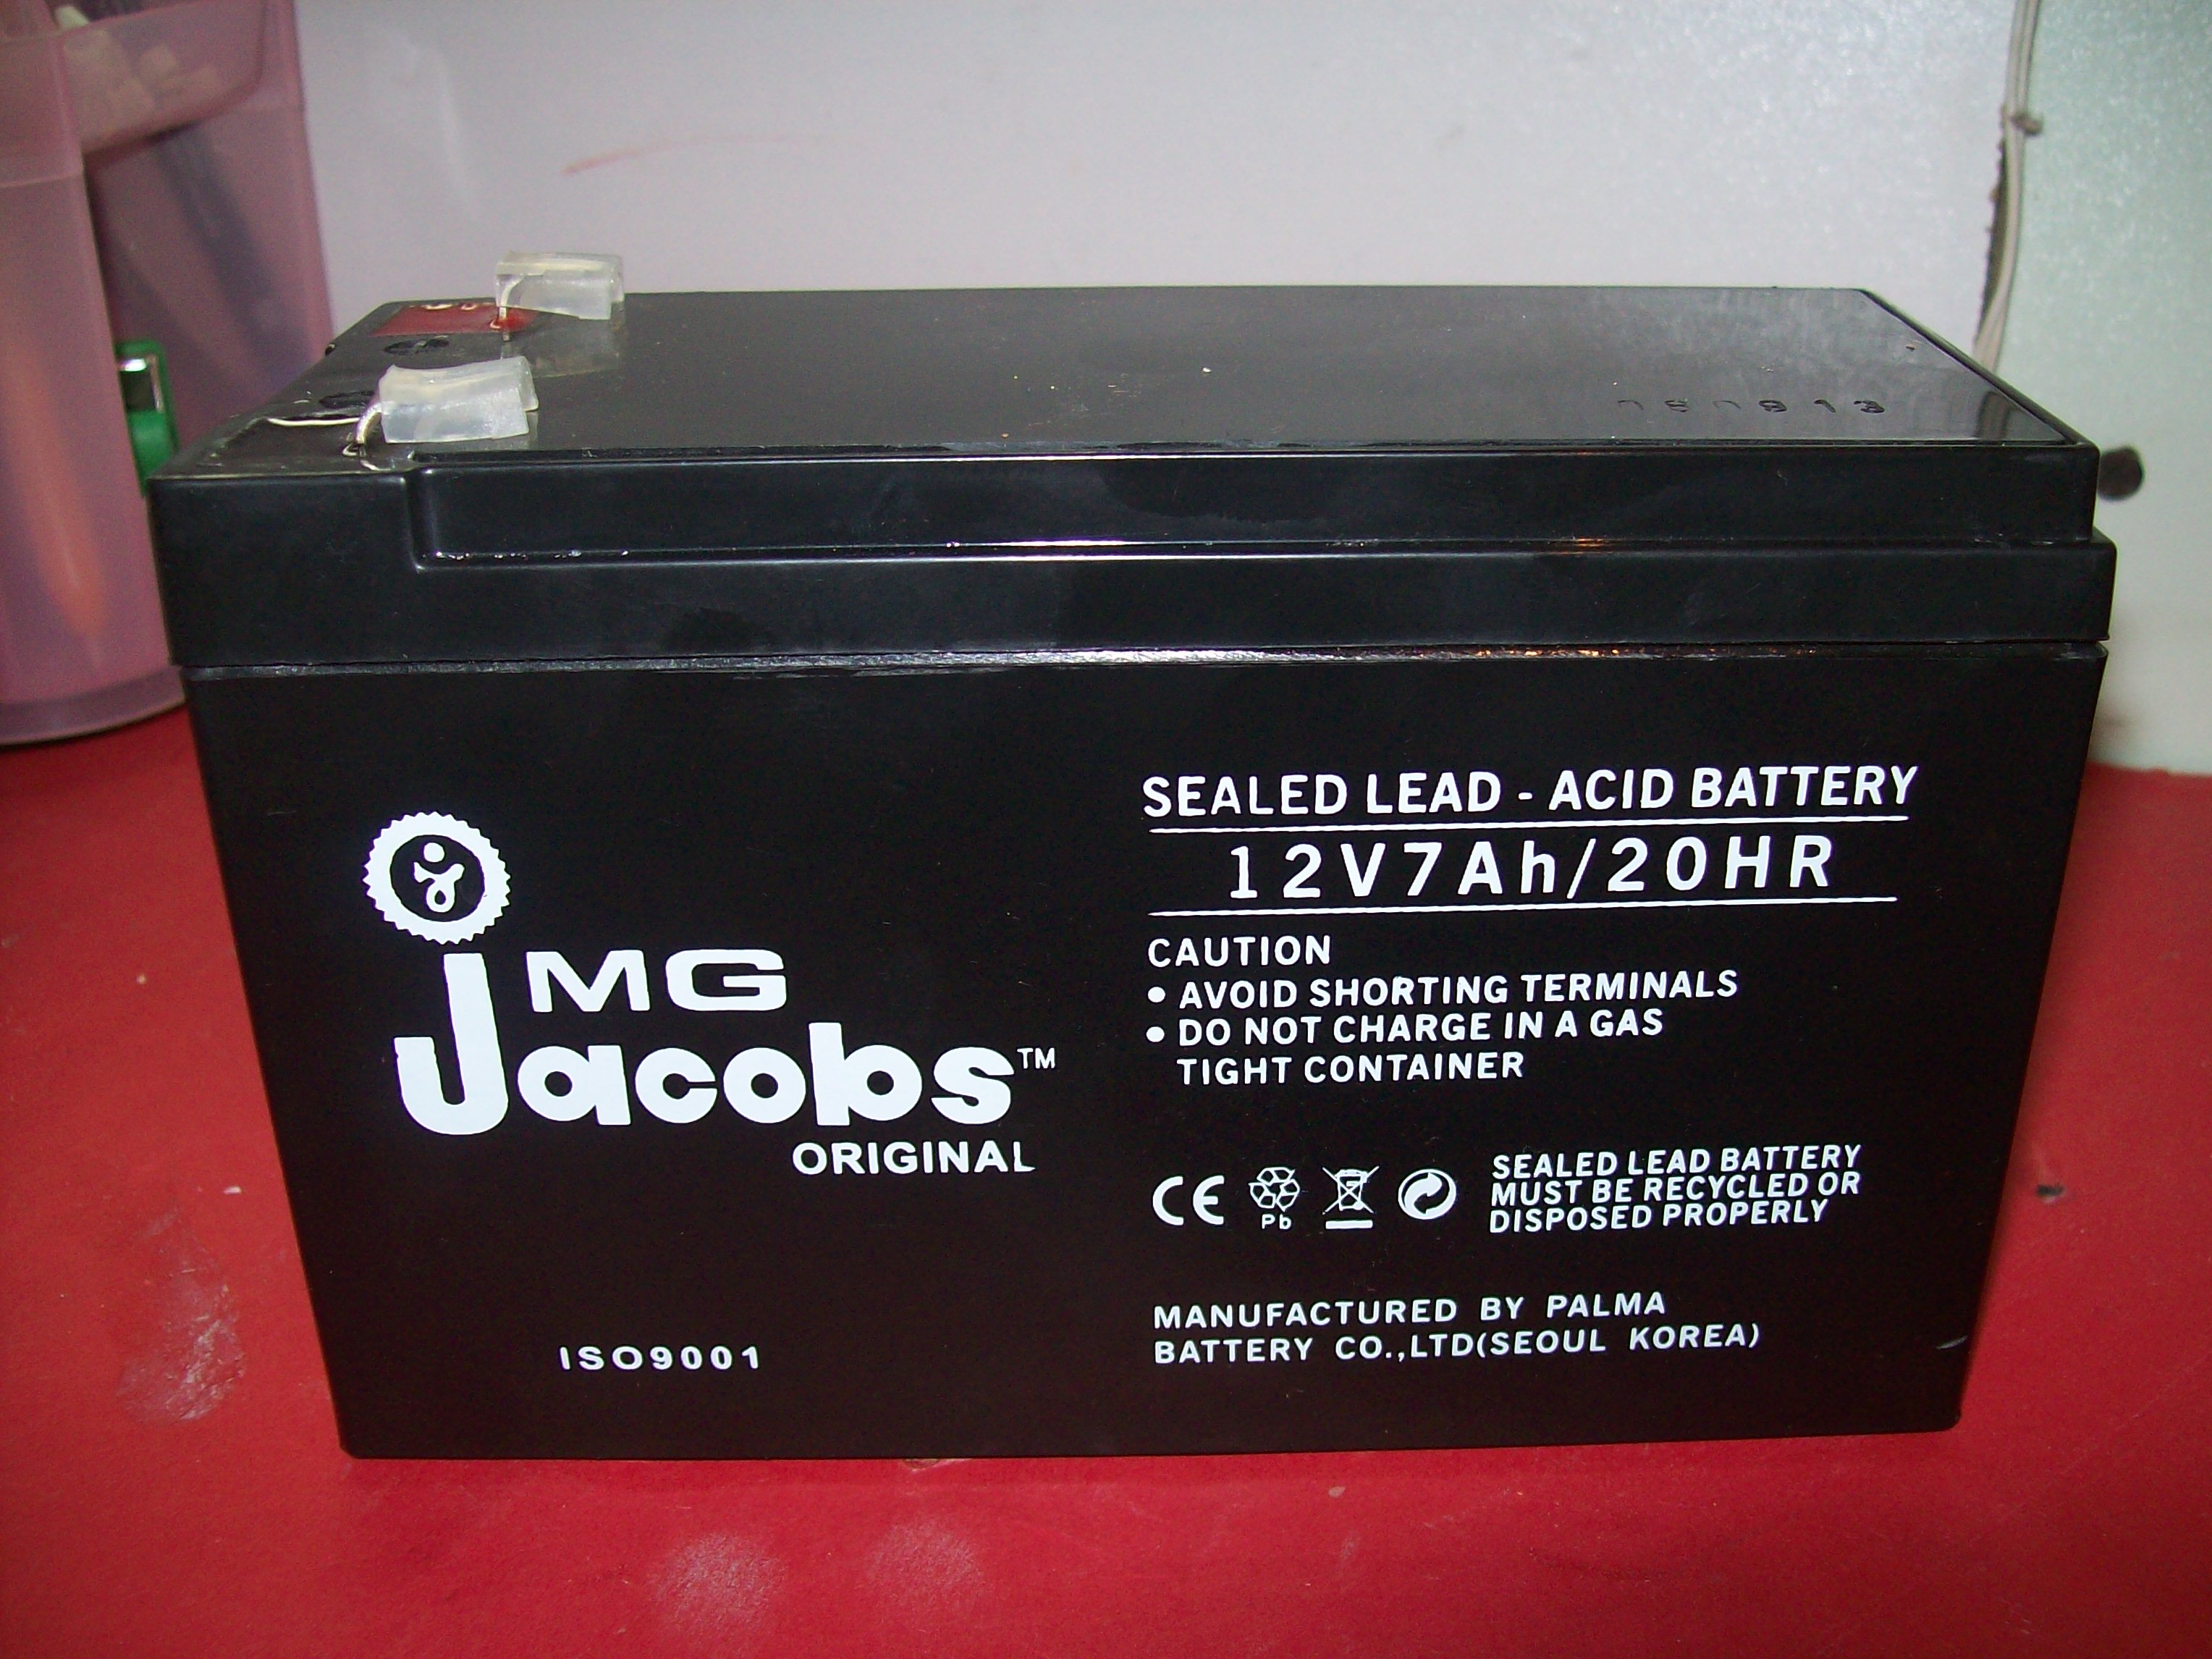 MG
Jacobs™
ORIGINAL
ISO9001
SEALED LEAD - ACID BATTERY
12V7Ah/20HR
CAUTION
• AVOID SHORTING TERMINALS
• DO NOT CHARGE IN A GAS
TIGHT CONTAINER
CE
Pb
SEALED LEAD BATTERY
MUST BE RECYCLED OR
DISPOSED PROPERLY
MANUFACTURED BY PALMA
BATTERY CO.,LTD(SEOUL KOREA)